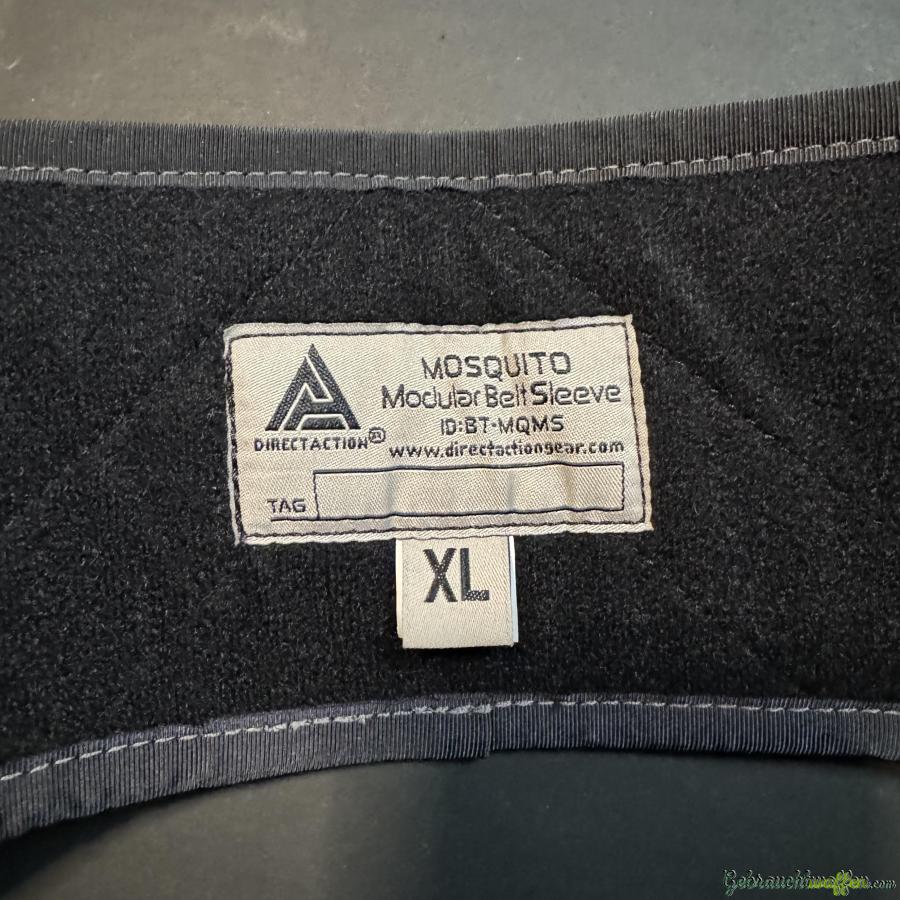 MOSQUITO
Modular Belt Sleeve
ID:BT-MQMS
DIRECTACTION®
www.directactiongear.com
TAG
XL
Gebrauchtwaffen.com